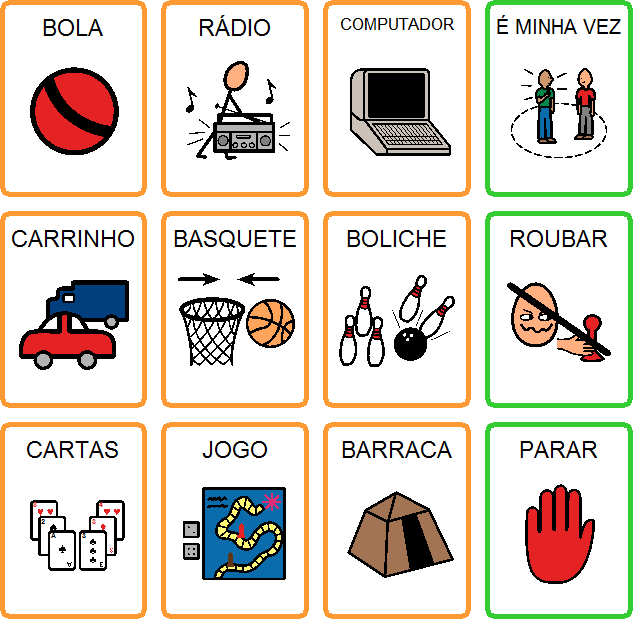 BOLA
RÁDIO
COMPUTADOR
É MINHA VEZ
CARRINHO
BASQUETE
BOLICHE
ROUBAR
CARTAS
JOGO
BARRACA
PARAR